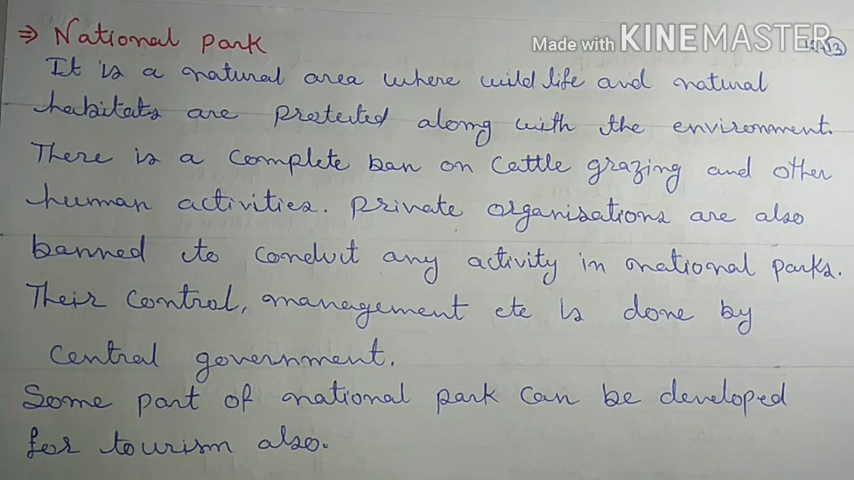 ⇒ National park
Made with KINEMASTER
It is a natural area where wild life and natural
habitats are protected along with the environment.
There is a complete ban on cattle grazing and other
human activities. private organisations are also
banned to conduct any activity in national parks.
Their control, management etc is done by
central government.
Some part of national park can be developed
for tourism also.